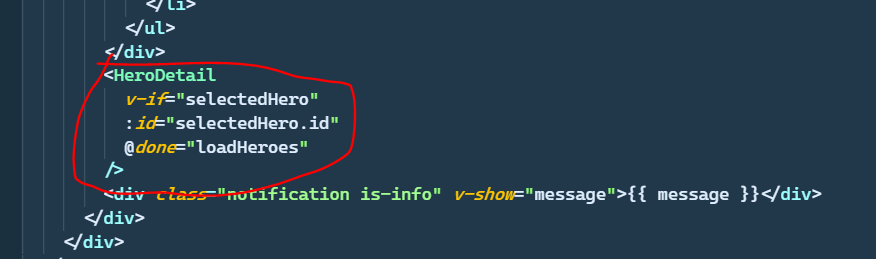 </li>
</ul>
</div>
<HeroDetail
v-if="selectedHero"
:id="selectedHero.id"
@done="loadHeroes"
/>
<div class="notification is-info" v-show="message">{{ message }}</div>
</div>
</div>